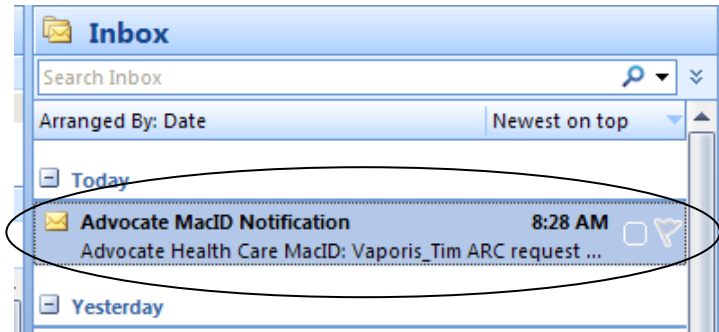 Inbox
Search Inbox
Arranged By: Date Newest on top
Today
Advocate MacID Notification 8:28 AM
Advocate Health Care MacID: Vaporis_Tim ARC request ...
Yesterday